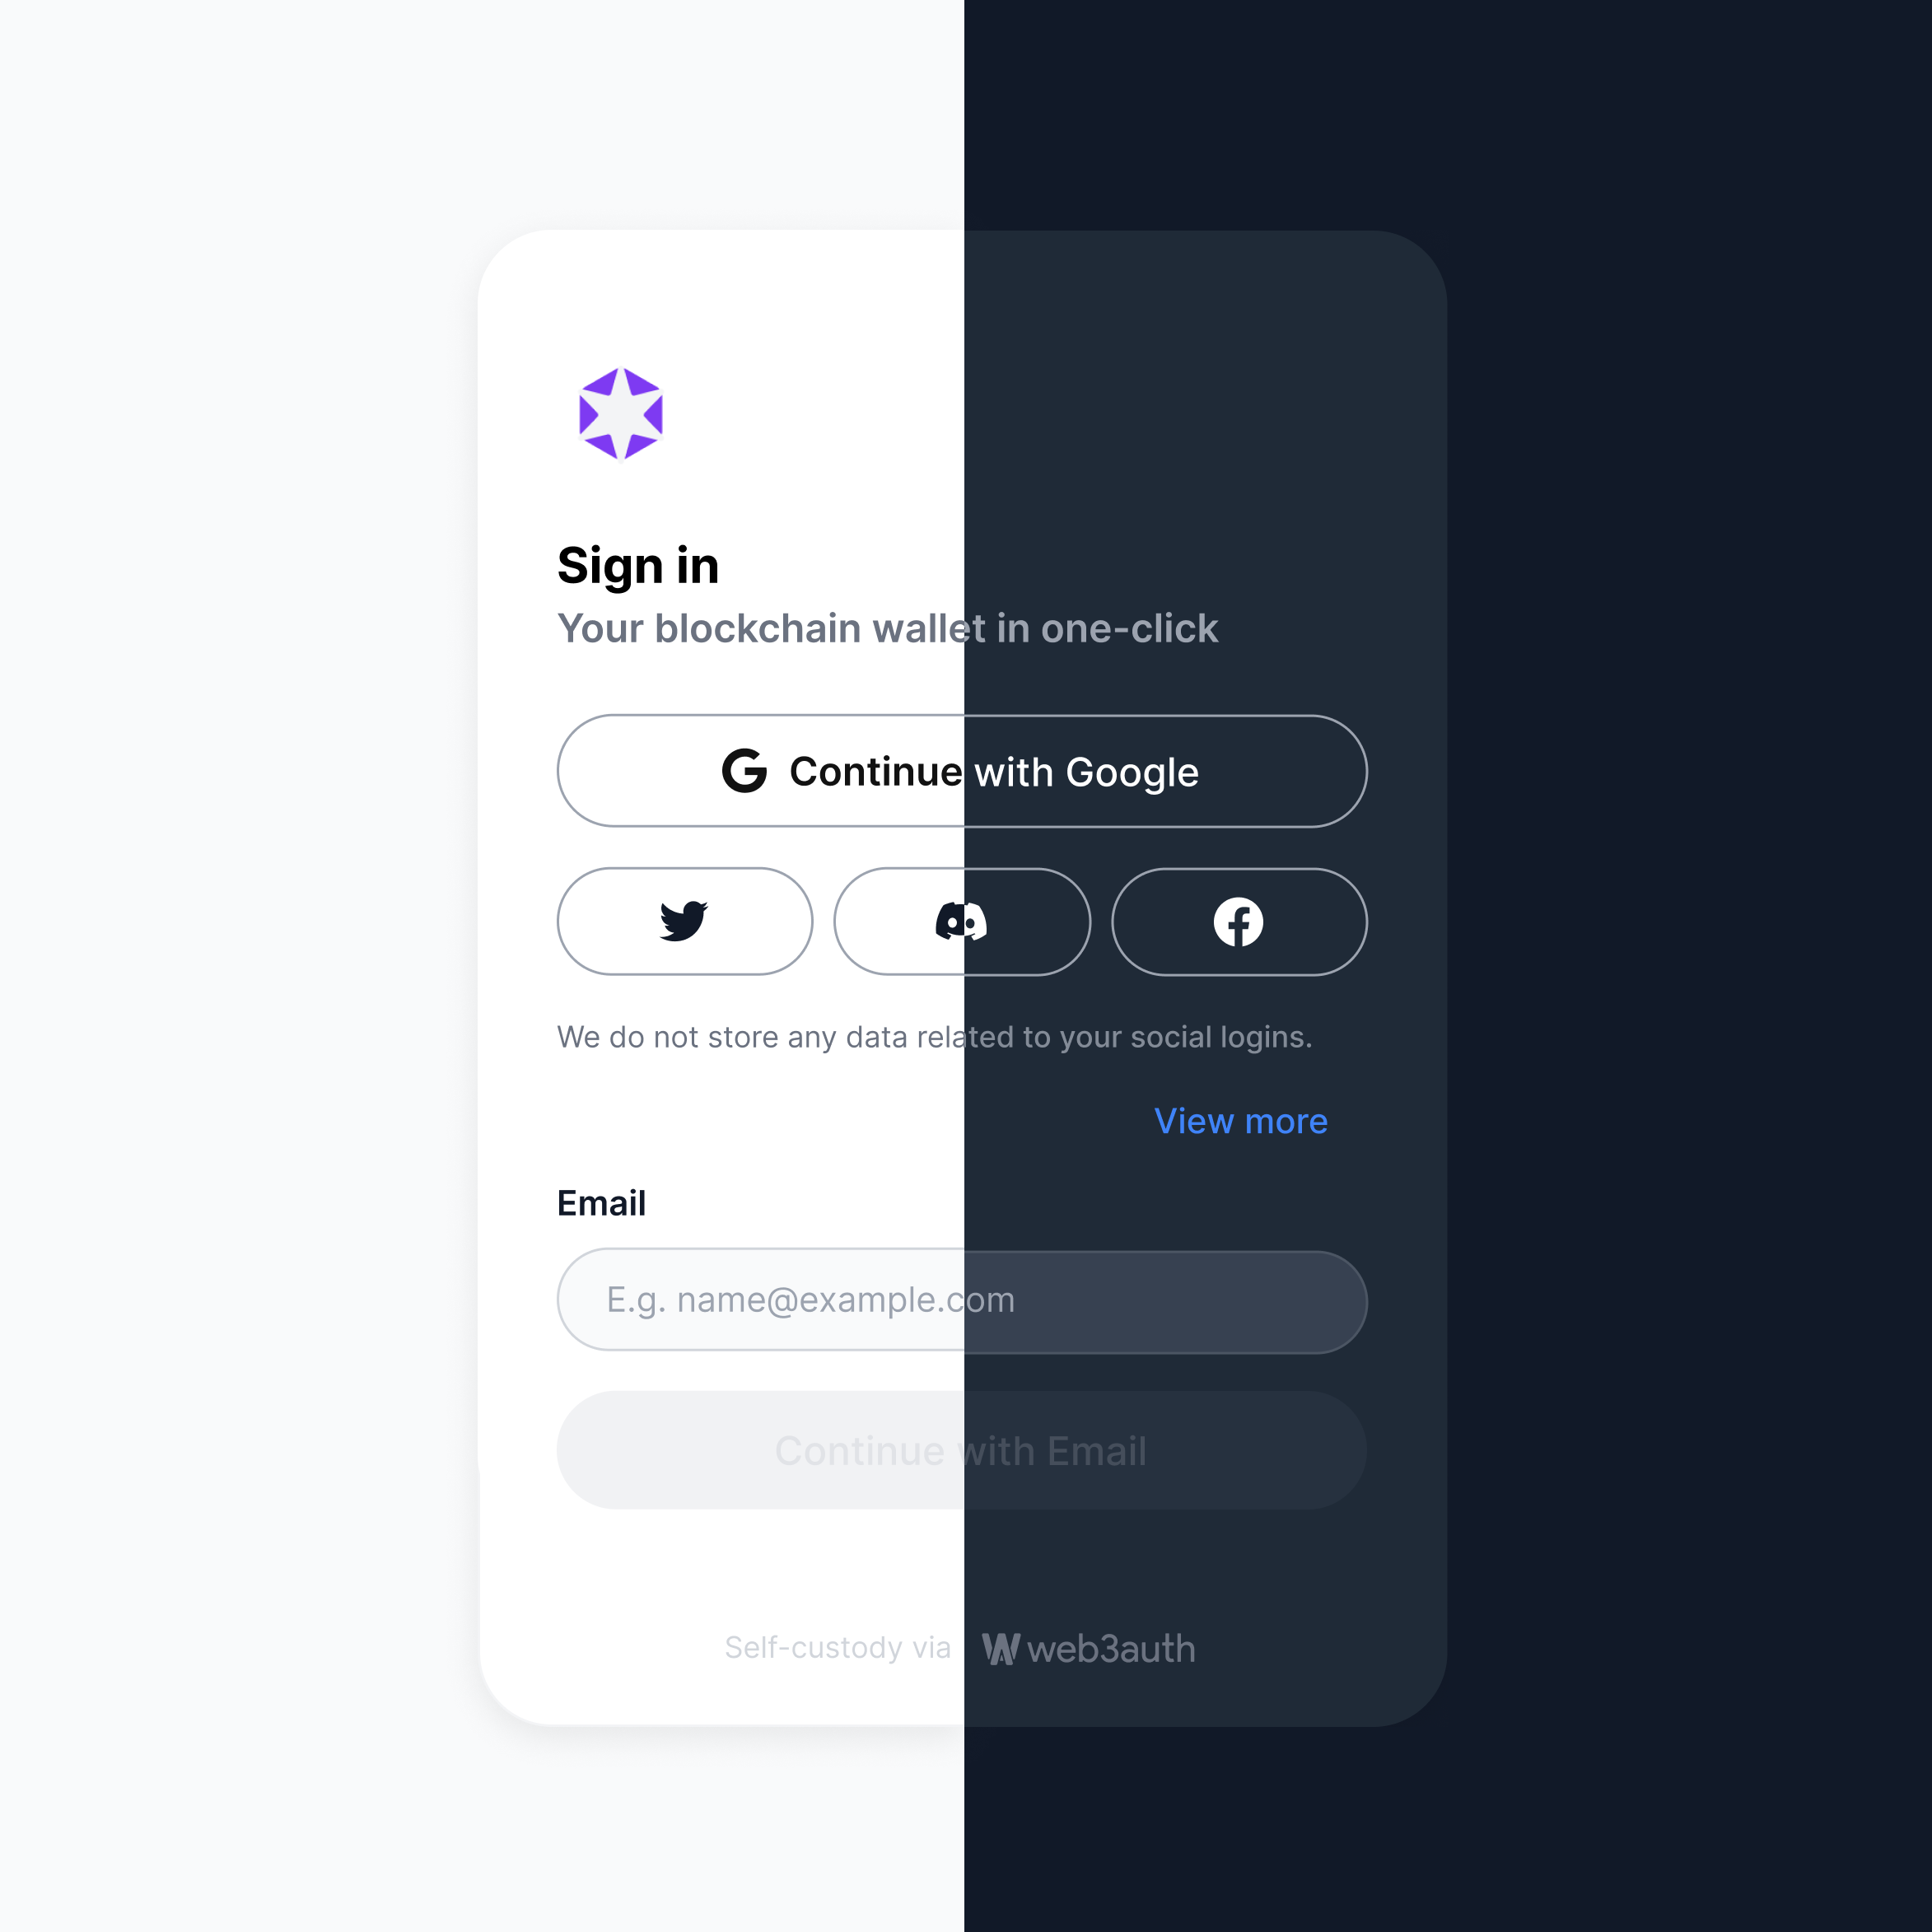 Sign in
Your blockchain wallet in one-click
Continue with Google
We do not store any data related to your social logins.
View more
Email
E.g. name@example.com
Continue with Email
Self-custody via web3auth